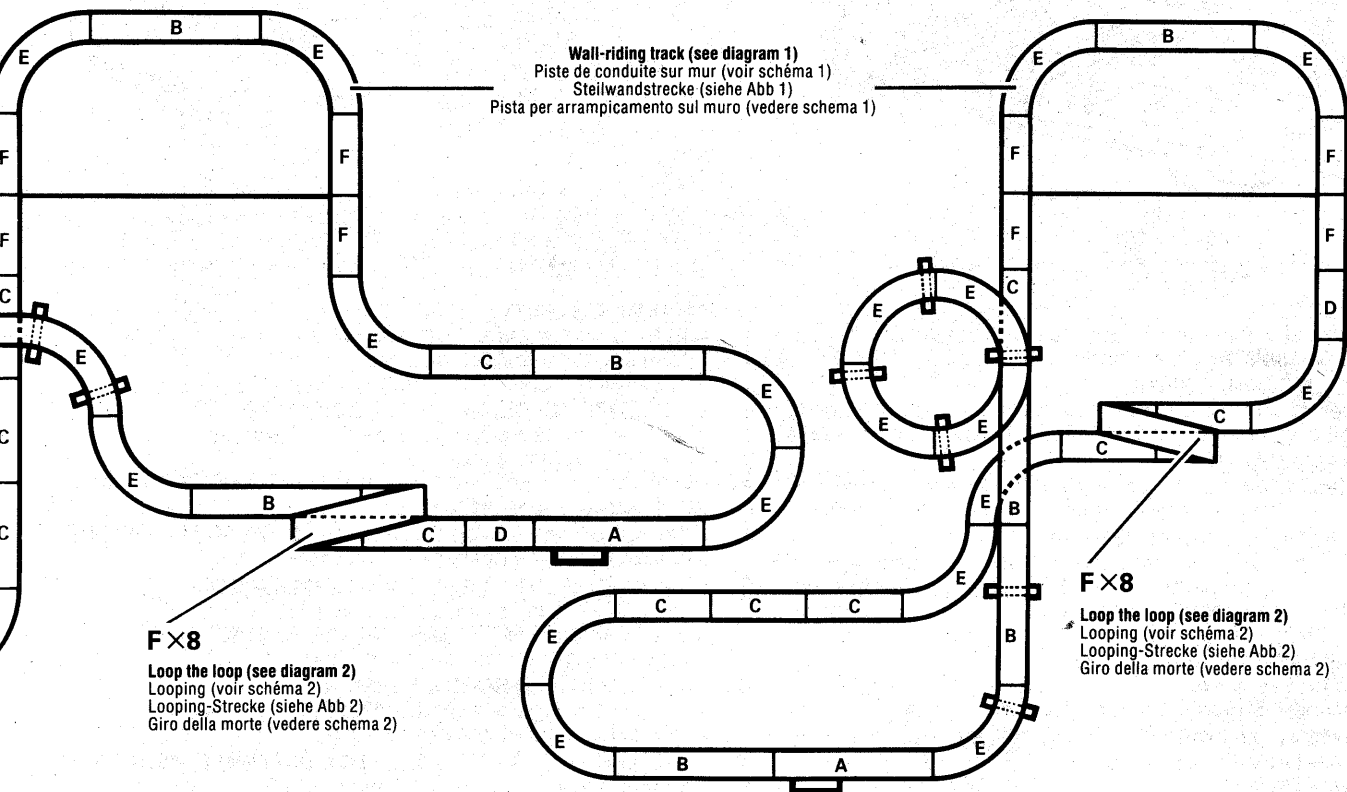 Wall-riding track (see diagram 1)
Piste de conduite sur mur (voir schéma 1)
Steilwandstrecke (siehe Abb 1)
Pista per arrampicamento sul muro (vedere schema 1)
E
B
E
F
F
F
F
C
E
E
C
B
E
C
E
B
E
C
C
D
A
F×8
Loop the loop (see diagram 2)
Looping (voir schéma 2)
Looping-Strecke (siehe Abb 2)
Giro della morte (vedere schema 2)
E
B
E
F
F
F
F
C
D
E
E
E
E
E
C
C
E
B
E
C
C
C
E
B
E
B
A
E
F×8
Loop the loop (see diagram 2)
Looping (voir schéma 2)
Looping-Strecke (siehe Abb 2)
Giro della morte (vedere schema 2)